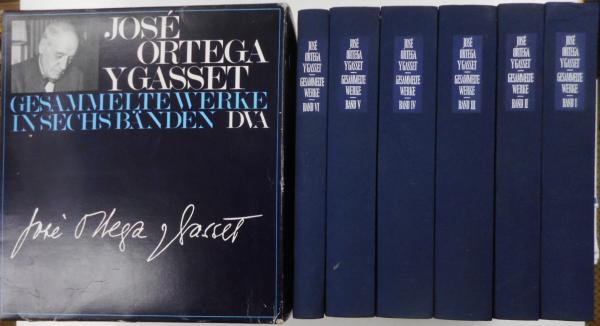 JOSÉ
ORTEGA
Y GASSET
GESAMMELTE WERKE
IN SECHS BÄNDEN DVA
José Ortega y Gasset
JOSÉ
ORTEGA
Y GASSET
GESAMMELTE
WERKE
BAND VI
JOSÉ
ORTEGA
Y GASSET
GESAMMELTE
WERKE
BAND V
JOSÉ
ORTEGA
Y GASSET
GESAMMELTE
WERKE
BAND IV
JOSÉ
ORTEGA
Y GASSET
GESAMMELTE
WERKE
BAND III
JOSÉ
ORTEGA
Y GASSET
GESAMMELTE
WERKE
BAND II
JOSÉ
ORTEGA
Y GASSET
GESAMMELTE
WERKE
BAND I